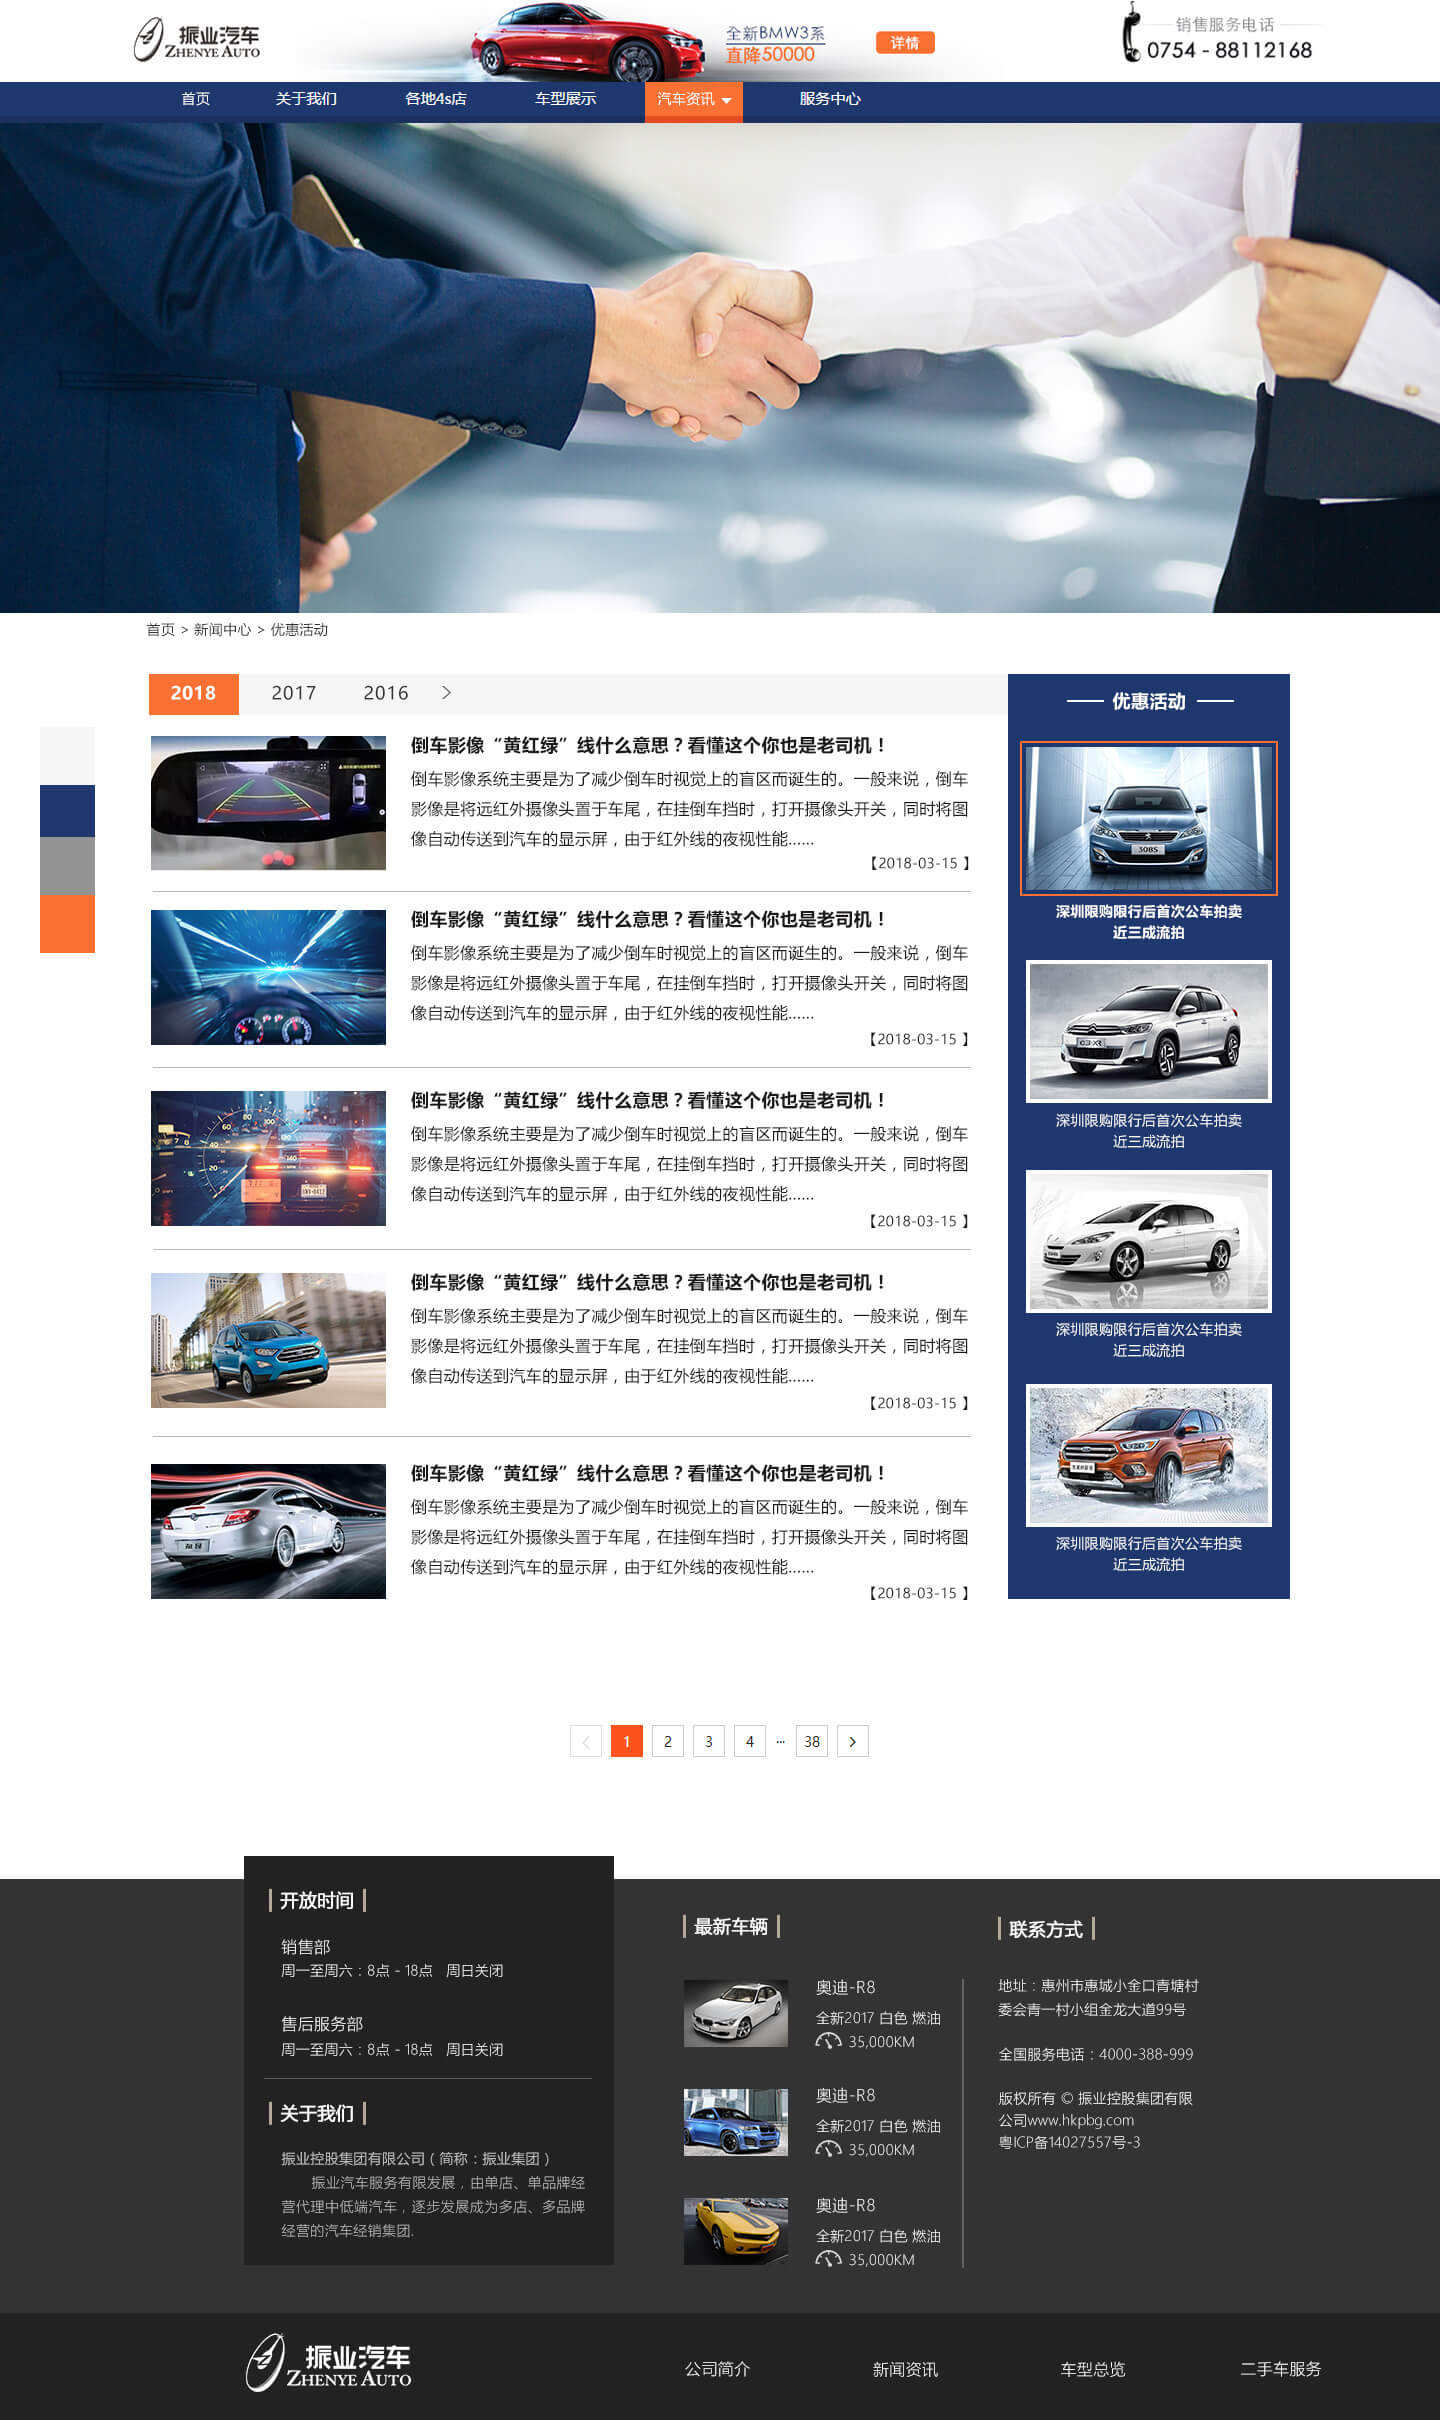 振业汽车
ZHENYE AUTO
全新BMW3系
直降50000
详情
销售服务电话
0754 - 88112168
首页
关于我们
各地4s店
车型展示
汽车资讯
服务中心
首页 > 新闻中心 > 优惠活动
2018
2017
2016
>
倒车影像“黄红绿”线什么意思？看懂这个你也是老司机！
倒车影像系统主要是为了减少倒车时视觉上的盲区而诞生的。一般来说，倒车
影像是将远红外摄像头置于车尾，在挂倒车挡时，打开摄像头开关，同时将图
像自动传送到汽车的显示屏，由于红外线的夜视性能......
【2018-03-15 】
倒车影像“黄红绿”线什么意思？看懂这个你也是老司机！
倒车影像系统主要是为了减少倒车时视觉上的盲区而诞生的。一般来说，倒车
影像是将远红外摄像头置于车尾，在挂倒车挡时，打开摄像头开关，同时将图
像自动传送到汽车的显示屏，由于红外线的夜视性能......
【2018-03-15 】
倒车影像“黄红绿”线什么意思？看懂这个你也是老司机！
倒车影像系统主要是为了减少倒车时视觉上的盲区而诞生的。一般来说，倒车
影像是将远红外摄像头置于车尾，在挂倒车挡时，打开摄像头开关，同时将图
像自动传送到汽车的显示屏，由于红外线的夜视性能......
【2018-03-15 】
倒车影像“黄红绿”线什么意思？看懂这个你也是老司机！
倒车影像系统主要是为了减少倒车时视觉上的盲区而诞生的。一般来说，倒车
影像是将远红外摄像头置于车尾，在挂倒车挡时，打开摄像头开关，同时将图
像自动传送到汽车的显示屏，由于红外线的夜视性能......
【2018-03-15 】
倒车影像“黄红绿”线什么意思？看懂这个你也是老司机！
倒车影像系统主要是为了减少倒车时视觉上的盲区而诞生的。一般来说，倒车
影像是将远红外摄像头置于车尾，在挂倒车挡时，打开摄像头开关，同时将图
像自动传送到汽车的显示屏，由于红外线的夜视性能......
【2018-03-15 】
优惠活动
308S
深圳限购限行后首次公车拍卖
近三成流拍
C3-XR
深圳限购限行后首次公车拍卖
近三成流拍
深圳限购限行后首次公车拍卖
近三成流拍
深圳限购限行后首次公车拍卖
近三成流拍
< 1 2 3 4 ... 38 >
开放时间
销售部
周一至周六：8点 - 18点 周日关闭
售后服务部
周一至周六：8点 - 18点 周日关闭
关于我们
振业控股集团有限公司（简称：振业集团）
振业汽车服务有限发展，由单店、单品牌经
营代理中低端汽车，逐步发展成为多店、多品牌
经营的汽车经销集团.
最新车辆
奥迪-R8
全新2017 白色 燃油
35,000KM
奥迪-R8
全新2017 白色 燃油
35,000KM
奥迪-R8
全新2017 白色 燃油
35,000KM
联系方式
地址：惠州市惠城小金口青塘村
委会青一村小组金龙大道99号
全国服务电话：4000-388-999
版权所有 © 振业控股集团有限
公司www.hkpbg.com
粤ICP备14027557号-3
振业汽车
ZHENYE AUTO
公司简介
新闻资讯
车型总览
二手车服务